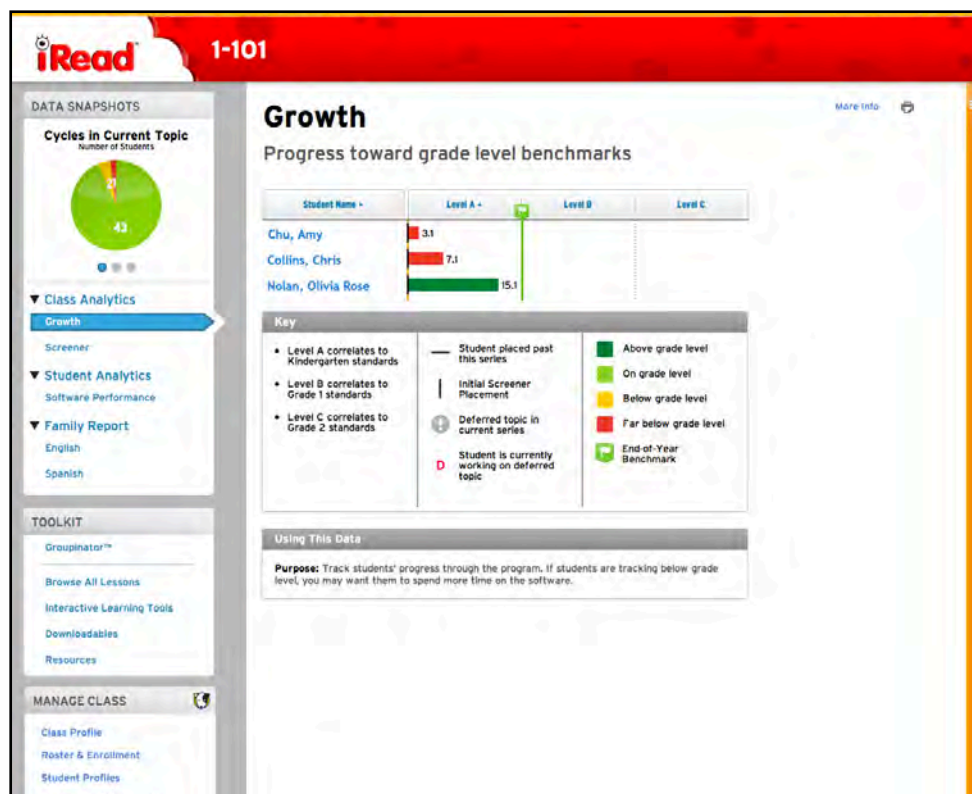 iRead
1-101
DATA SNAPSHOTS
Cycles in Current Topic
Number of Students
21
43
Class Analytics
Growth
Screener
Student Analytics
Software Performance
Family Report
English
Spanish
TOOLKIT
Groupinator™
Browse All Lessons
Interactive Learning Tools
Downloadables
Resources
MANAGE CLASS
Class Profile
Roster & Enrollment
Student Profiles
Growth
More Info
Progress toward grade level benchmarks
Student Name Level A Level B Level C
Chu, Amy 3.1
Collins, Chris 7.1
Nolan, Olivia Rose 15.1
Key
• Level A correlates to
Kindergarten standards
• Level B correlates to
Grade 1 standards
• Level C correlates to
Grade 2 standards
Student placed past
this series
Initial Screener
Placement
Deferred topic in
current series
D Student is currently
working on deferred
topic
Above grade level
On grade level
Below grade level
Far below grade level
End-of-Year
Benchmark
Using This Data
Purpose: Track students' progress through the program. If students are tracking below grade
level, you may want them to spend more time on the software.